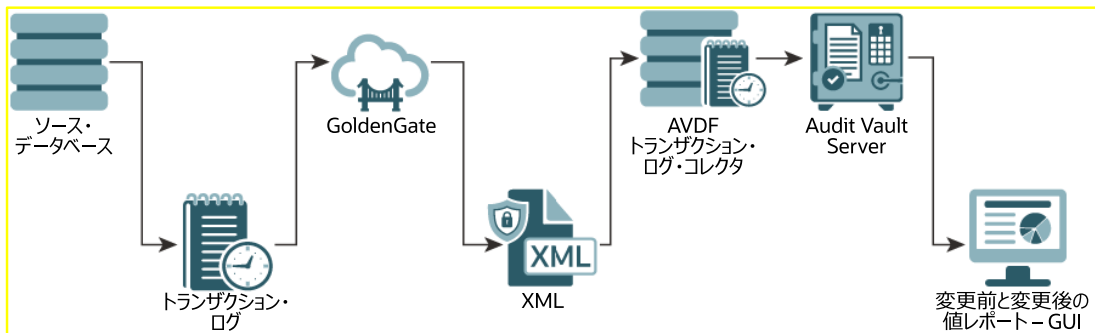 ソース・
データベース
トランザクション・
ログ
GoldenGate
XML
XML
AVDF
トランザクション・
ログ・コレクタ
Audit Vault
Server
変更前と変更後の
値レポート – GUI